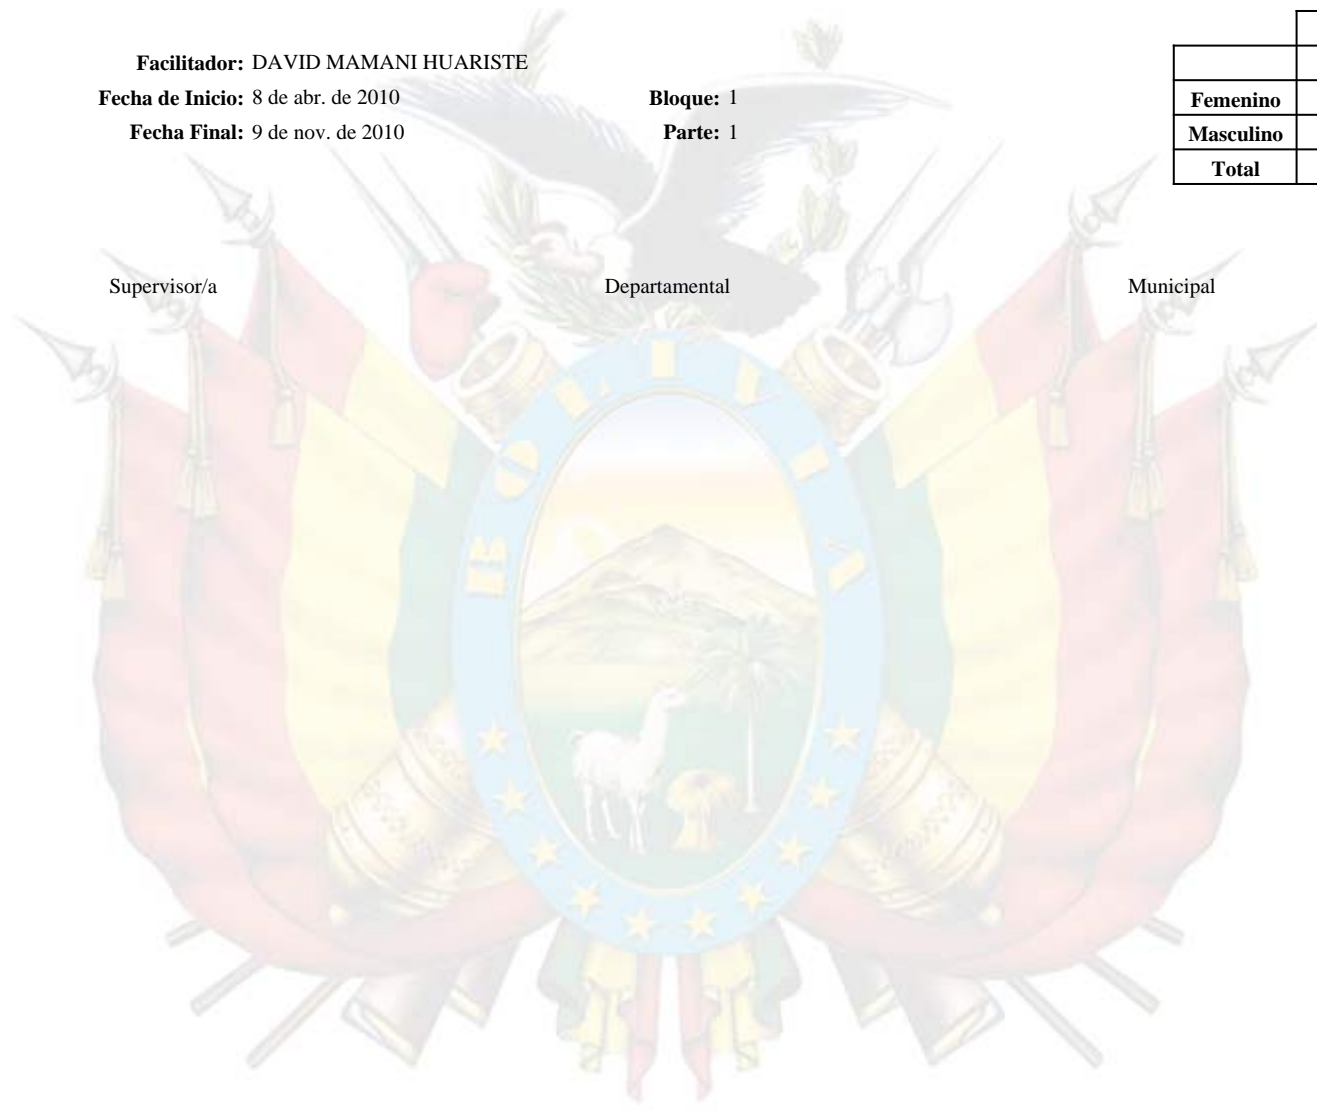 Facilitador: DAVID MAMANI HUARISTE
Fecha de Inicio: 8 de abr. de 2010 Bloque: 1
Fecha Final: 9 de nov. de 2010 Parte: 1
Femenino
Masculino
Total
Supervisor/a Departamental Municipal
BOLIVIA